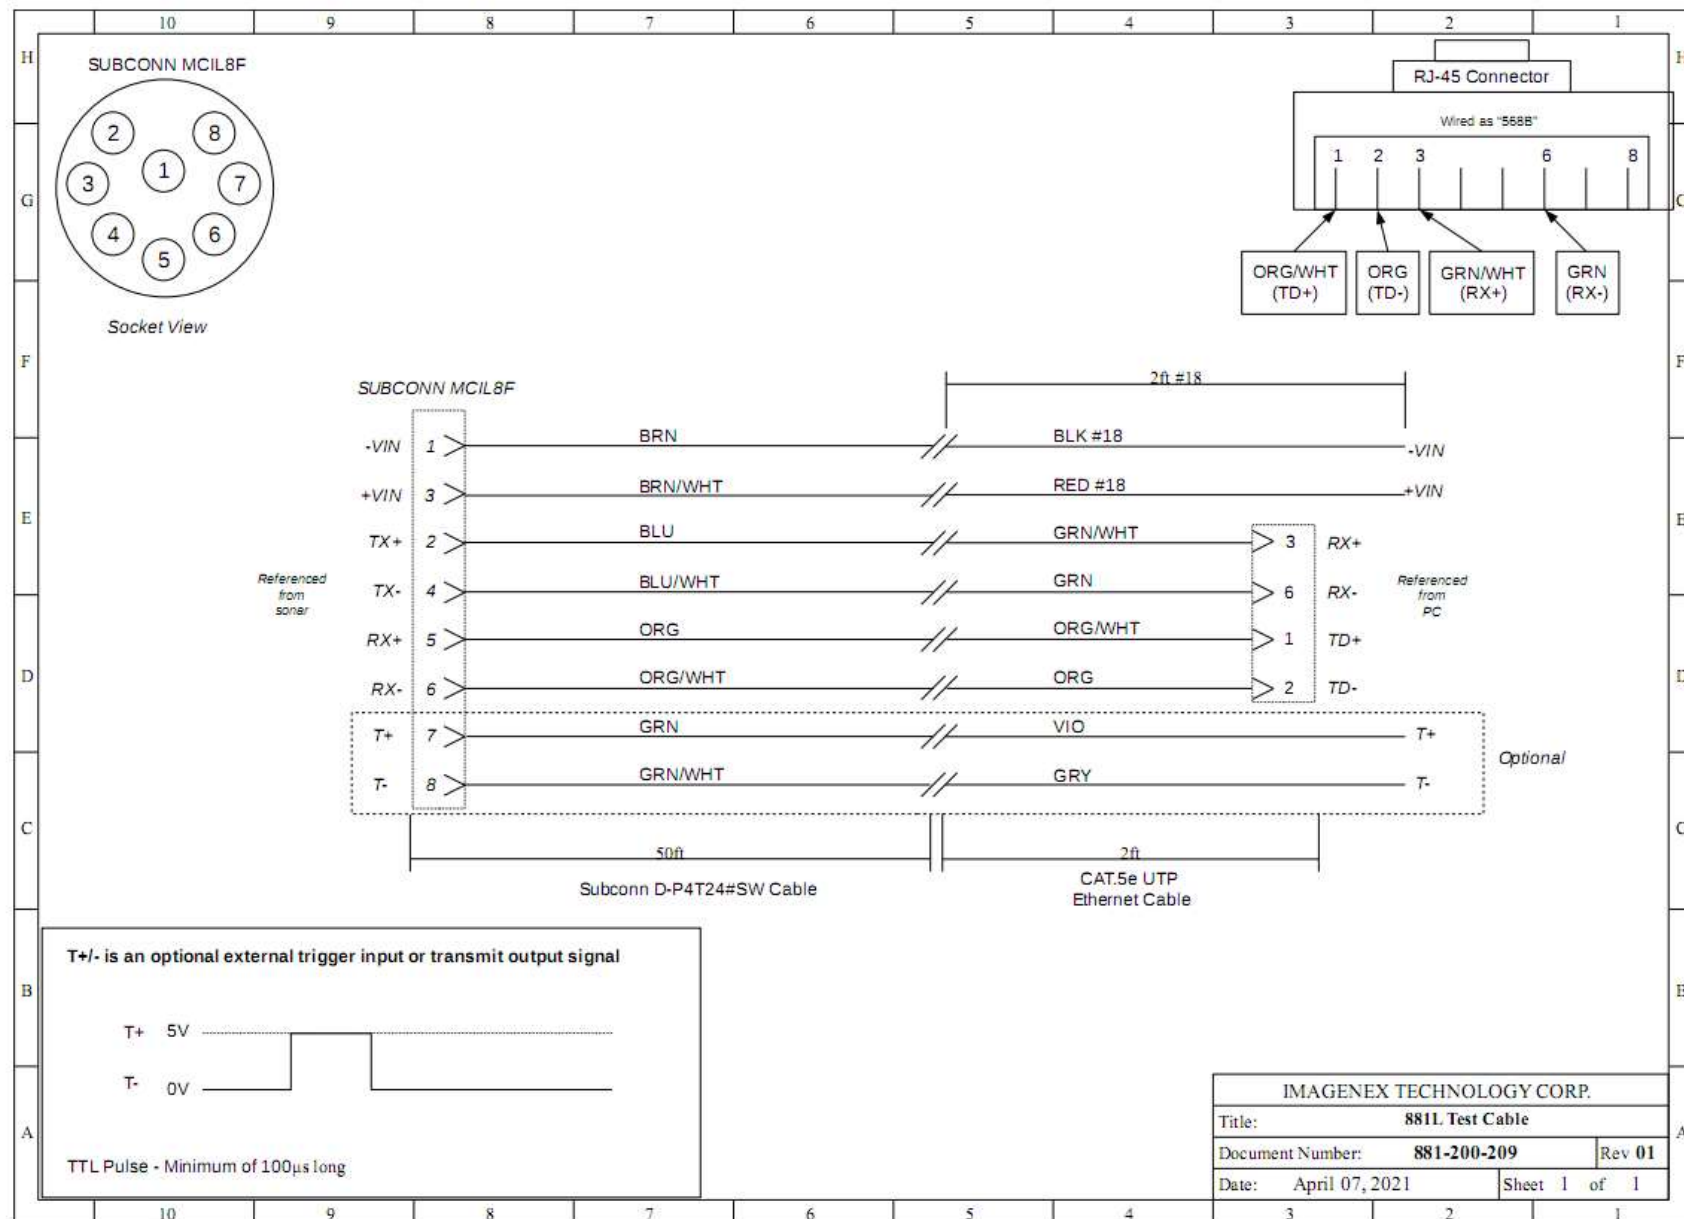 10 9 8 7 6 5 4 3 2 1
H H
SUBCONN MCIL8F
2 8
1
3 7
4 6
5
Socket View
RJ-45 Connector
Wired as "568B"
1 2 3 6 8
ORG/WHT
(TD+)
ORG
(TD-)
GRN/WHT
(RX+)
GRN
(RX-)
G G
F F
SUBCONN MCIL8F
2ft #18
-VIN 1 BRN BLK #18 -VIN
+VIN 3 BRN/WHT RED #18 +VIN
E E
TX+ 2 BLU GRN/WHT 3 RX+
TX- 4 BLU/WHT GRN 6 RX-
Referenced
from
sonar
Referenced
from
PC
RX+ 5 ORG ORG/WHT 1 TD+
D D
RX- 6 ORG/WHT ORG 2 TD-
T+ 7 GRN VIO T+
Optional
T- 8 GRN/WHT GRY T-
C C
50ft 2ft
Subconn D-P4T24#SW Cable
CAT.5e UTP
Ethernet Cable
T+/- is an optional external trigger input or transmit output signal
B B
T+ 5V
T- 0V
TTL Pulse - Minimum of 100µs long
A A
IMAGENEX TECHNOLOGY CORP.
Title: 881L Test Cable
Document Number: 881-200-209 Rev 01
Date: April 07, 2021 Sheet 1 of 1
10 9 8 7 6 5 4 3 2 1